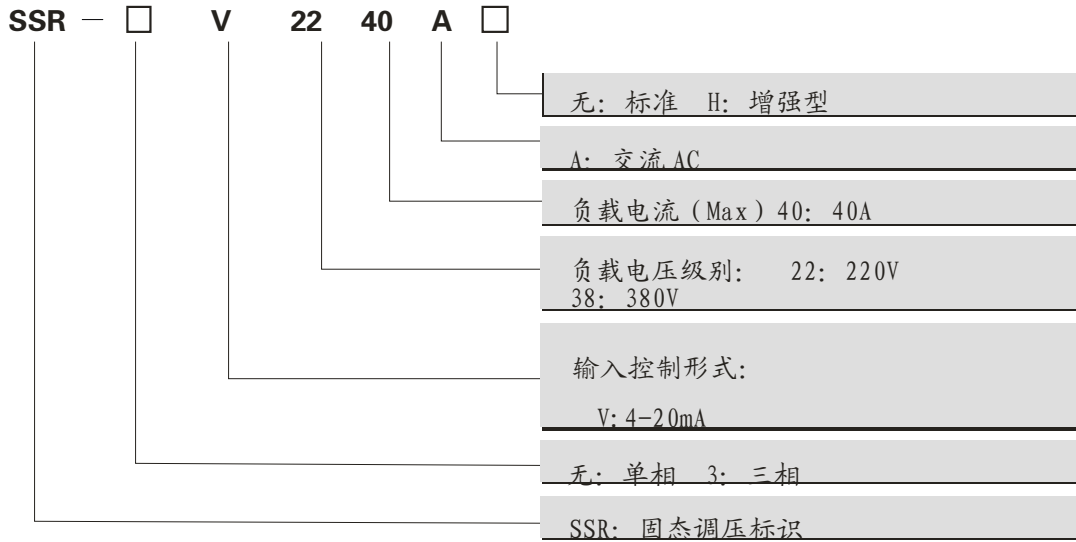 SSR — □ V 22 40 A □
无: 标准 H: 增强型
A: 交流 AC
负载电流（Max）40: 40A
负载电压级别: 22: 220V
38: 380V
输入控制形式:
V: 4-20mA
无: 单相 3: 三相
SSR: 固态调压标识